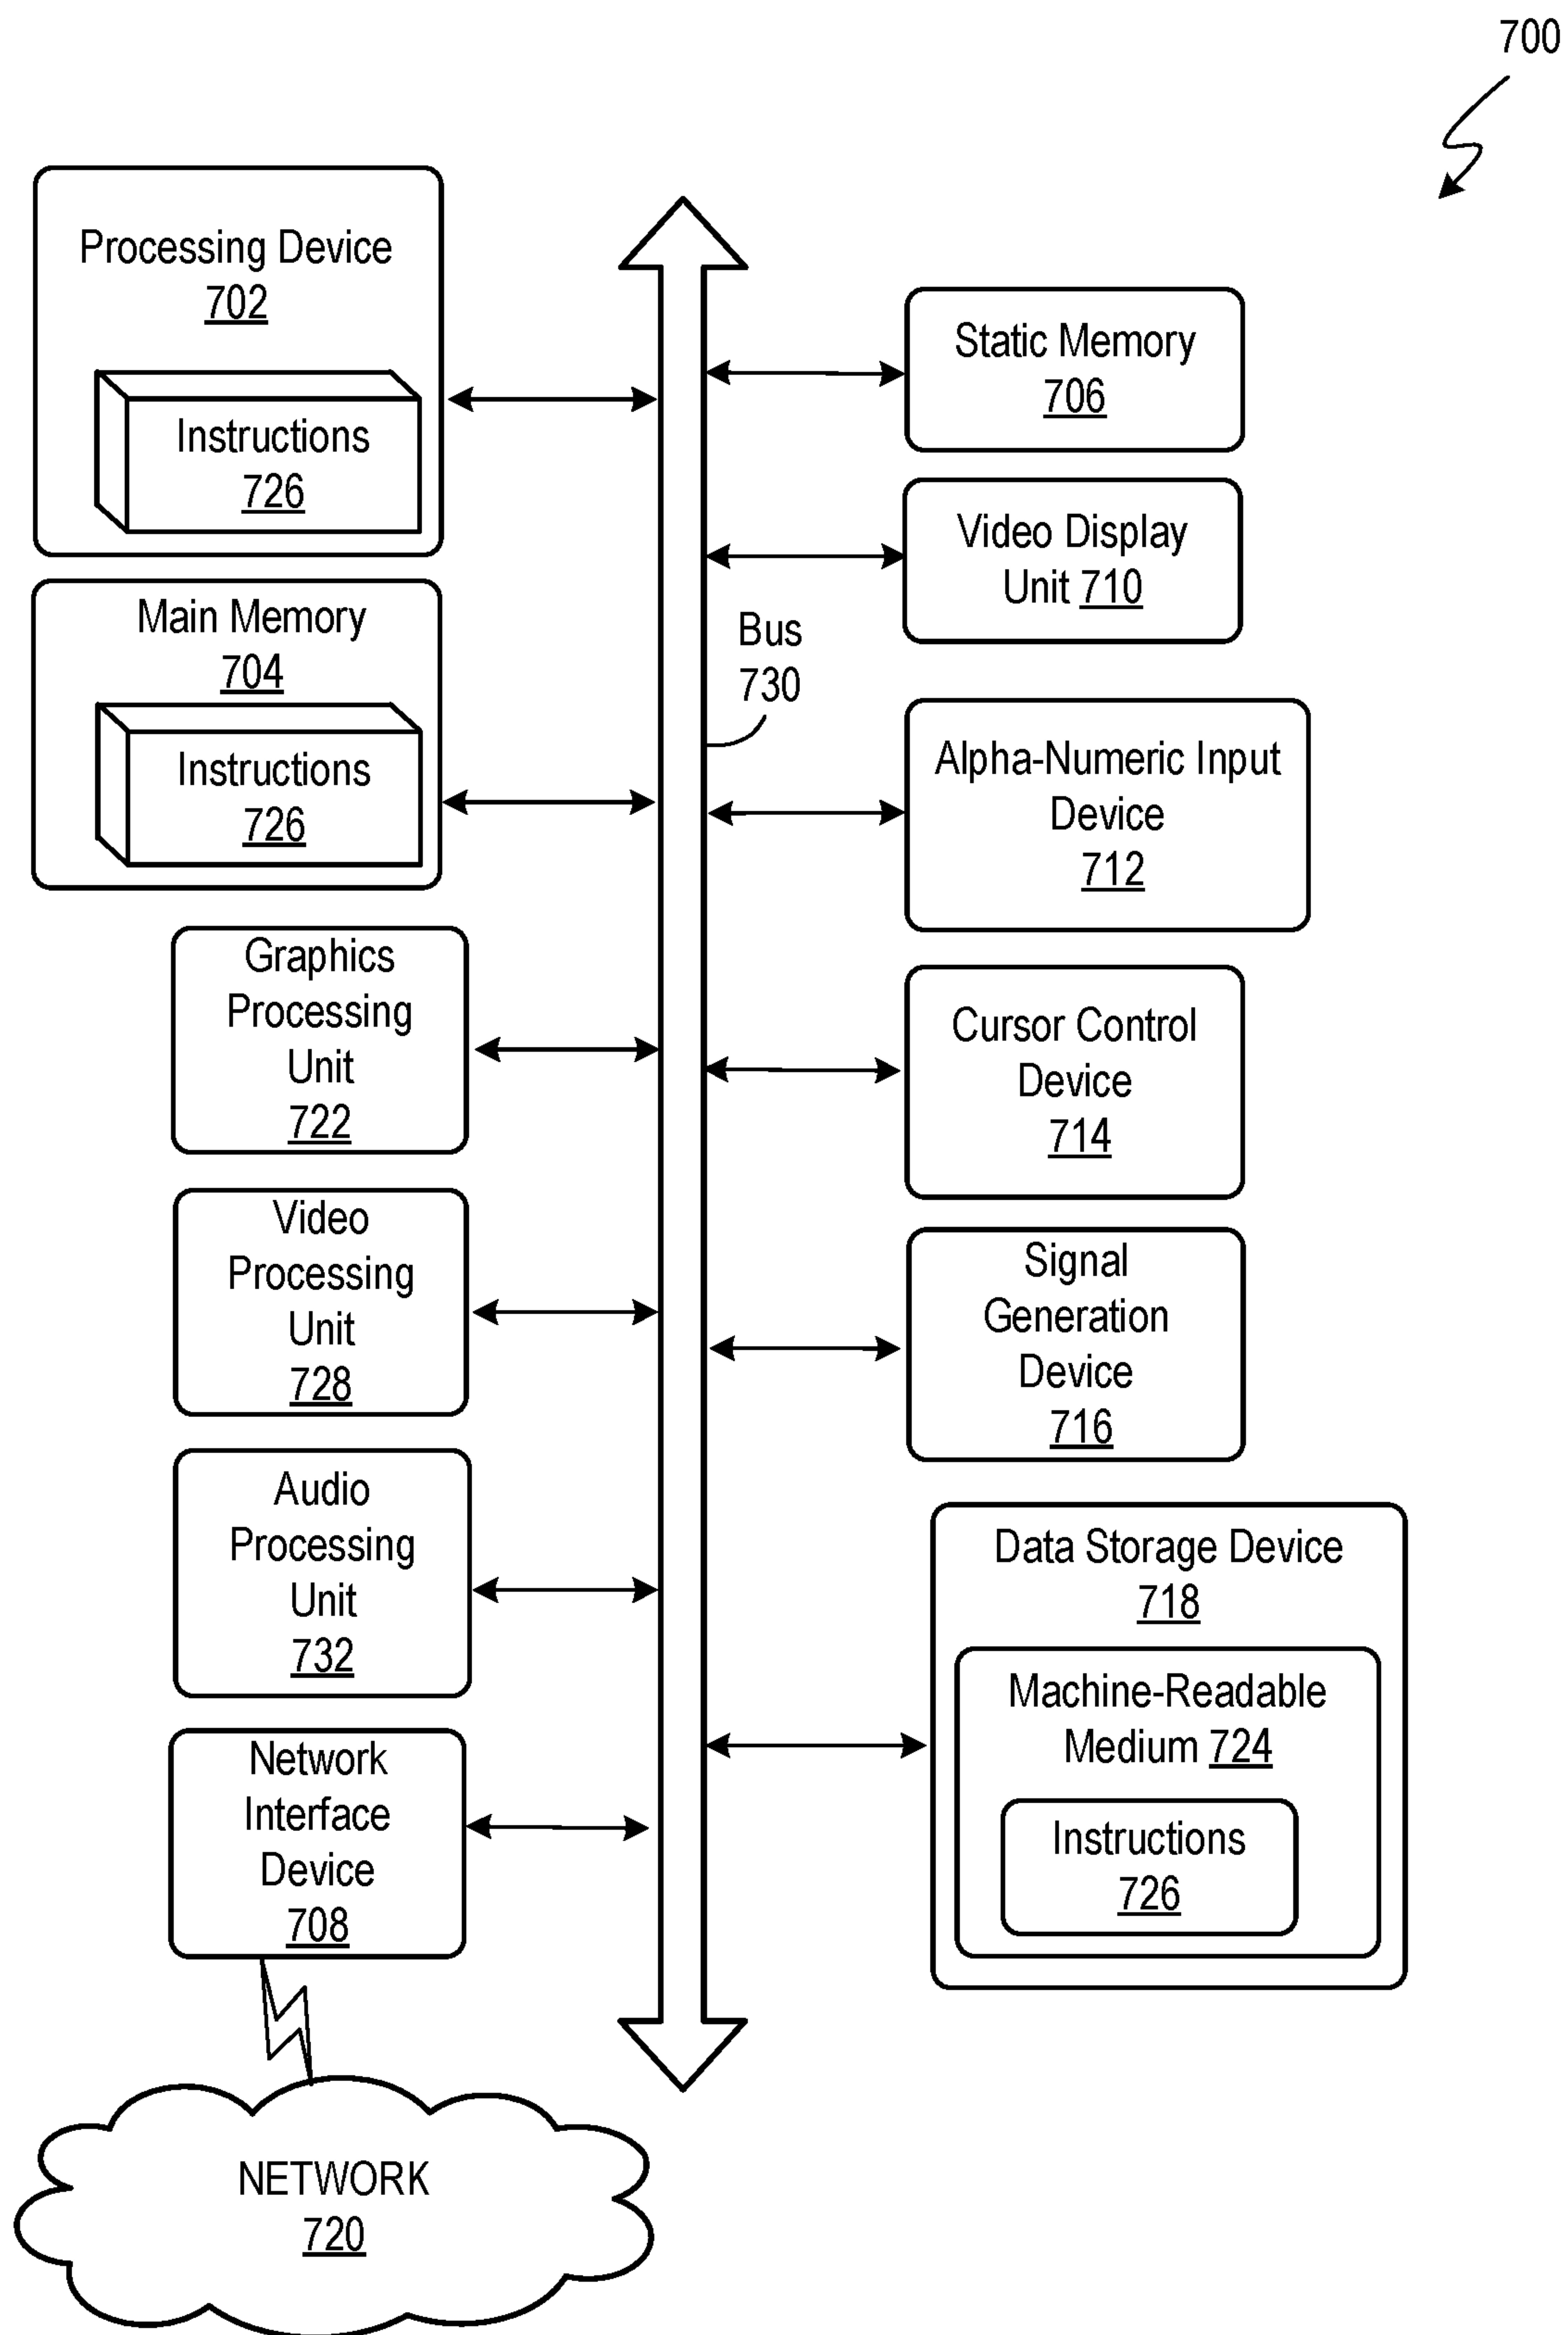 700
Processing Device
702
Instructions
726
Main Memory
704
Instructions
726
Graphics
Processing
Unit
722
Video
Processing
Unit
728
Audio
Processing
Unit
732
Network
Interface
Device
708
NETWORK
720
Bus
730
Static Memory
706
Video Display
Unit 710
Alpha-Numeric Input
Device
712
Cursor Control
Device
714
Signal
Generation
Device
716
Data Storage Device
718
Machine-Readable
Medium 724
Instructions
726